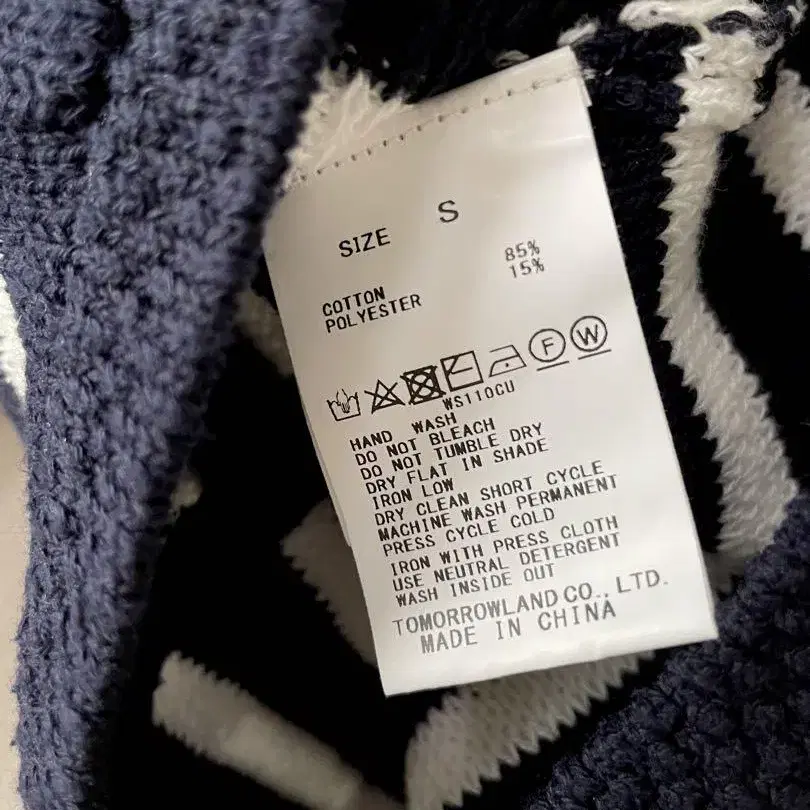 SIZE S
COTTON 85%
POLYESTER 15%
F W
WS110CU
HAND WASH
DO NOT BLEACH
DO NOT TUMBLE DRY
DRY FLAT IN SHADE
IRON LOW
DRY CLEAN SHORT CYCLE
MACHINE WASH PERMANENT
PRESS CYCLE COLD
IRON WITH PRESS CLOTH
USE NEUTRAL DETERGENT
WASH INSIDE OUT
TOMORROWLAND CO., LTD.
MADE IN CHINA